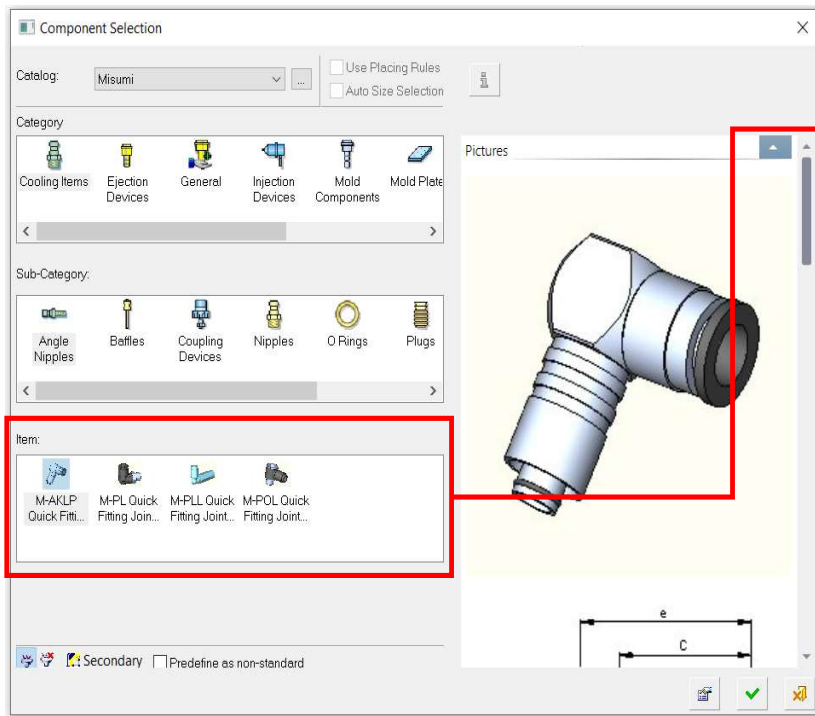 Component Selection
Catalog:
Misumi
...
Use Placing Rules
Auto Size Selection
Category
Cooling Items
Ejection
Devices
General
Injection
Devices
Mold
Components
Mold Plate
Sub-Category:
Angle
Nipples
Baffles
Coupling
Devices
Nipples
O Rings
Plugs
Item:
M-AKLP
Quick Fitti...
M-PL Quick
Fitting Join...
M-PLL Quick
Fitting Joint...
M-POL Quick
Fitting Joint...
Secondary
Predefine as non-standard
Pictures
e
C